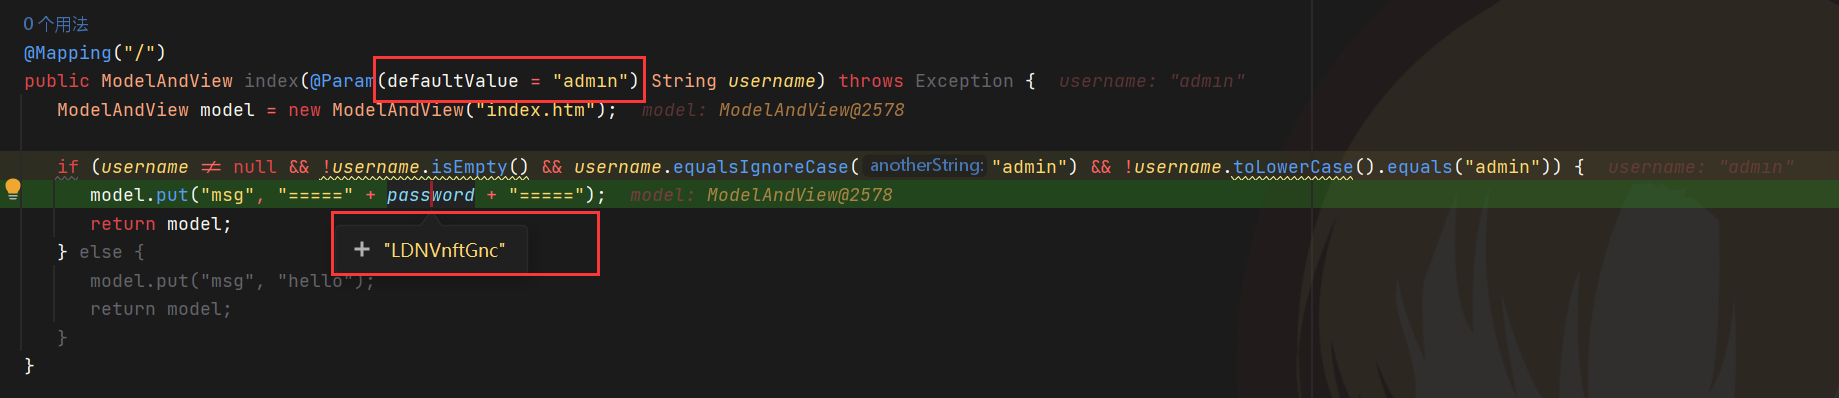 0 个用法
@Mapping("/")
public ModelAndView index(@Param(defaultValue = "admın") String username) throws Exception { username: "admın"
ModelAndView model = new ModelAndView("index.htm"); model: ModelAndView@2578
if (username != null && !username.isEmpty() && username.equalsIgnoreCase( anotherString: "admin") && !username.toLowerCase().equals("admin")) { username: "admın"
model.put("msg", "=====" + password + "====="); model: ModelAndView@2578
return model;
+ "LDNVnftGnc"
} else {
model.put("msg", "hello");
return model;
}
}